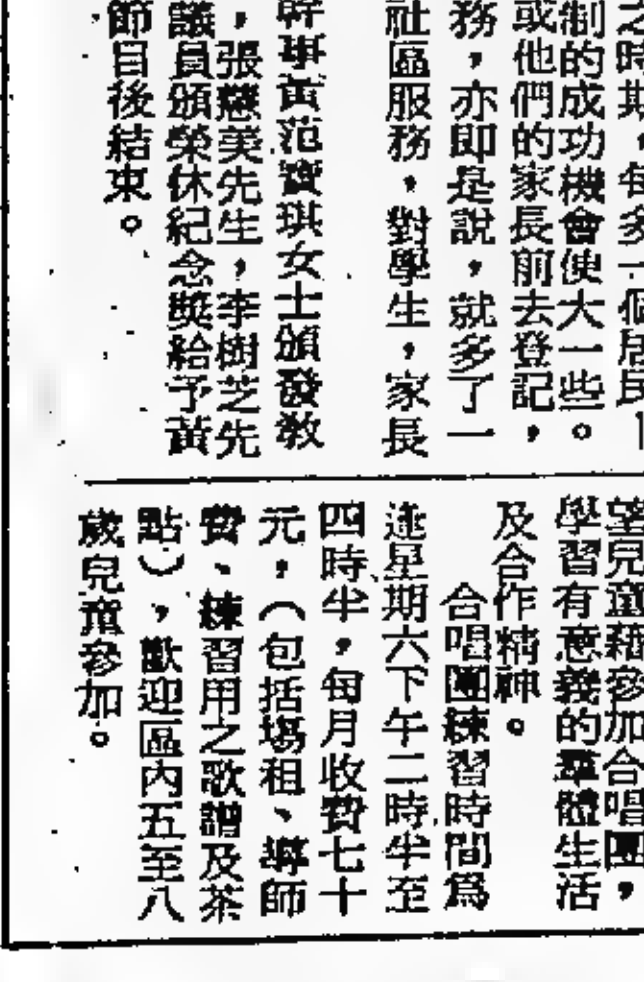 之時期，每多一個居民—
制的成功機會使大一些。
或他們的家長前去登記，
務，亦即是說，就多了一
社區服務，對學生，家長
幹事黃范寶琪女士頒發教
，張慧美先生，李樹芝先
議員頒榮休紀念獎給予黃
節目後結束。
望兒童藉參加合唱團，
學習有意義的羣體生活
及合作精神。
合唱團練習時間爲
逢星期六下午二時半至
四時半，每月收費七十
元，（包括塲租、導師
費、練習用之歌譜及茶
點），歡迎區內五至八
歲兒童參加。